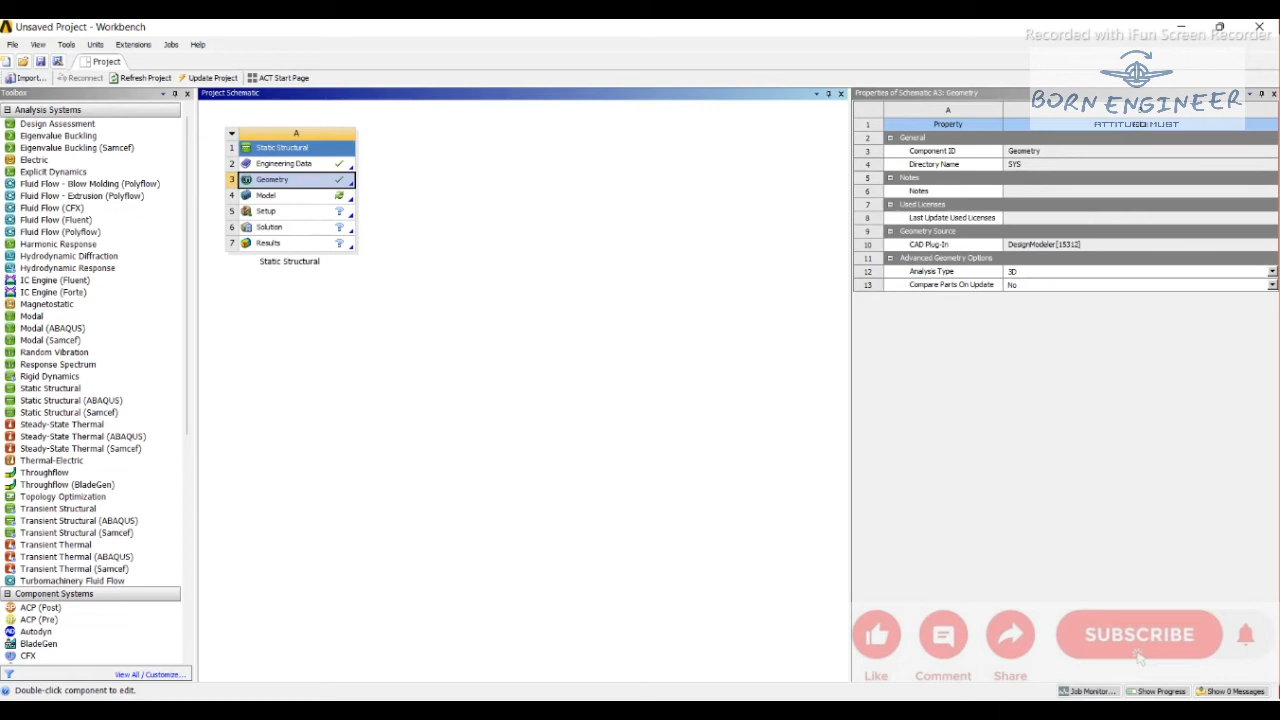 Unsaved Project - Workbench
Recorded with iFun Screen Recorder
File View Tools Units Extensions Jobs Help
Project
Import... Reconnect Refresh Project Update Project ACT Start Page
Toolbox
Analysis Systems
Design Assessment
Eigenvalue Buckling
Eigenvalue Buckling (Samcef)
Electric
Explicit Dynamics
Fluid Flow - Blow Molding (Polyflow)
Fluid Flow - Extrusion (Polyflow)
Fluid Flow (CFX)
Fluid Flow (Fluent)
Fluid Flow (Polyflow)
Harmonic Response
Hydrodynamic Diffraction
Hydrodynamic Response
IC Engine (Fluent)
IC Engine (Forte)
Magnetostatic
Modal
Modal (ABAQUS)
Modal (Samcef)
Random Vibration
Response Spectrum
Rigid Dynamics
Static Structural
Static Structural (ABAQUS)
Static Structural (Samcef)
Steady-State Thermal
Steady-State Thermal (ABAQUS)
Steady-State Thermal (Samcef)
Thermal-Electric
Throughflow
Throughflow (BladeGen)
Topology Optimization
Transient Structural
Transient Structural (ABAQUS)
Transient Structural (Samcef)
Transient Thermal
Transient Thermal (ABAQUS)
Transient Thermal (Samcef)
Turbomachinery Fluid Flow
Component Systems
ACP (Post)
ACP (Pre)
Autodyn
BladeGen
CFX
View All / Customize...
Double-click component to edit.
Project Schematic
A
1 Static Structural
2 Engineering Data
3 Geometry
4 Model
5 Setup ?
6 Solution ?
7 Results ?
Static Structural
Properties of Schematic A3: Geometry
BORN ENGINEER
ATTITUDE MUST
A
1 Property
2 General
3 Component ID Geometry
4 Directory Name SYS
5 Notes
6 Notes
7 Used Licenses
8 Last Update Used Licenses
9 Geometry Source
10 CAD Plug-In DesignModeler[15312]
11 Advanced Geometry Options
12 Analysis Type 3D
13 Compare Parts On Update No
SUBSCRIBE
Like Comment Share
Job Monitor... Show Progress Show 0 Messages